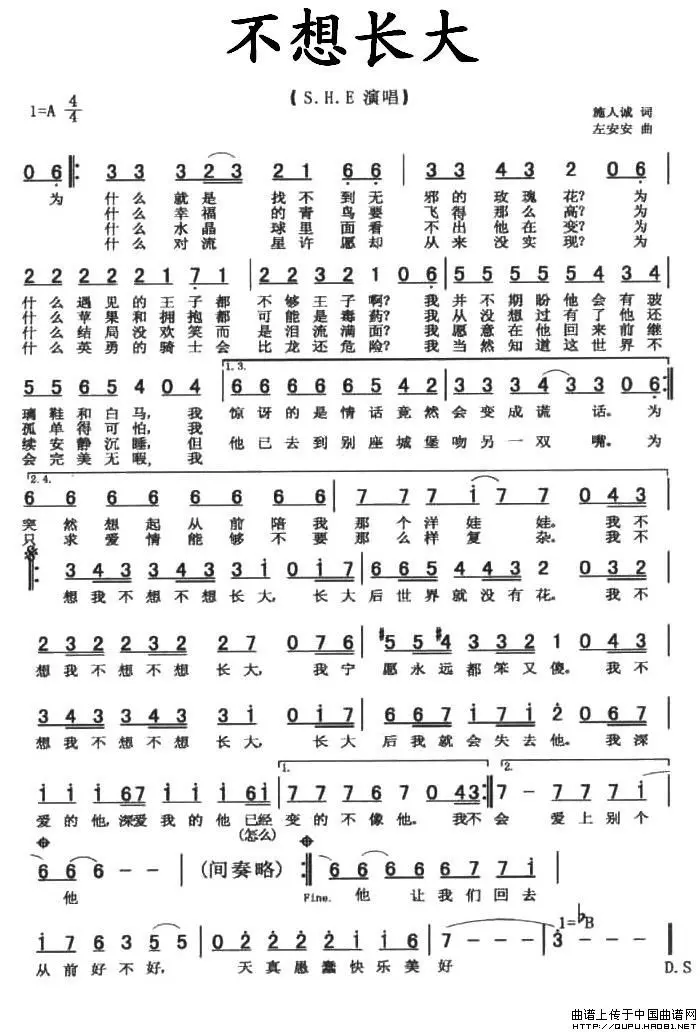 不想长大
(S.H.E 演唱)
1=A 4/4
施人诚 词
左安安 曲
0 6 3 3 3 2 3 2 1 6 3 4 4 3 2 0 6
为 什么就是 找不到无 邪的玫瑰花? 为
什么幸福 的青鸟要 飞得那么高? 为
什么水晶 球里面看 不出他在变? 为
什么对流 星许愿却 从来没实现? 为
2 2 2 2 2 1 7 1 2 2 2 2 1 0 6 5 5 5 5 5 4 3 4
什么遇见的王子都 不够王子啊? 我 并不期盼他会有玻
什么苹果和拥抱都 可能是毒药? 我 从没想过有了他还
什么结局没欢笑而 是泪流满面? 我 愿意在他回来前继
什么英勇的骑士会 比龙还危险? 我 当然知道这世界不
1.3.
5 5 6 5 4 0 4 6 6 6 6 6 5 4 2 3 3 3 4 3 3 0 6
璃鞋和白马, 我 惊讶的是情话竟然 会变成谎话。为
孤单得可怕, 我
续安静沉睡, 但 他已去到别座城堡 吻另一双嘴。为
会完美无瑕, 我
2.4.
6 6 6 6 6 6 6 6 7 7 7 i 7 7 0 4 3
突然想起从前陪我 那个洋娃娃。我不
只求爱情能够不要 那么样复杂。我不
3 4 3 3 4 3 3 i 0 i 7 6 6 5 4 4 3 2 0 4 3
想我不想不想长大, 长大 后世界就没有花。我不
2 3 2 2 3 2 2 7 0 7 6 #5 5 #4 3 3 2 1 0 4 3
想我不想不想长大, 我宁 愿永远都笨又傻。我不
3 4 3 3 4 3 3 i 0 i 7 6 6 7 i 7 i 2 0 6 7
想我不想不想长大, 长大 后我就会失去他。我深
1. 2.
i i i 6 7 i i i 6 i 7 7 7 6 7 0 4 3 7 - 7 7 7 i
爱的他, 深爱我的他 已经 变的不像他。我不会 爱上别个
(怎么)
6 6 6 - - (间奏略) 6 6 6 6 6 7 7 i
他 Fine. 他 让我们回去
1=♭B
i 7 6 6 3 5 5 0 2 2 2 2 i i 6 7 - - - 3 - -
从前好不好, 天真愚蠢快乐美好 D.S
曲谱上传于中国曲谱网
HTTP://QUPU.HAO81.NET